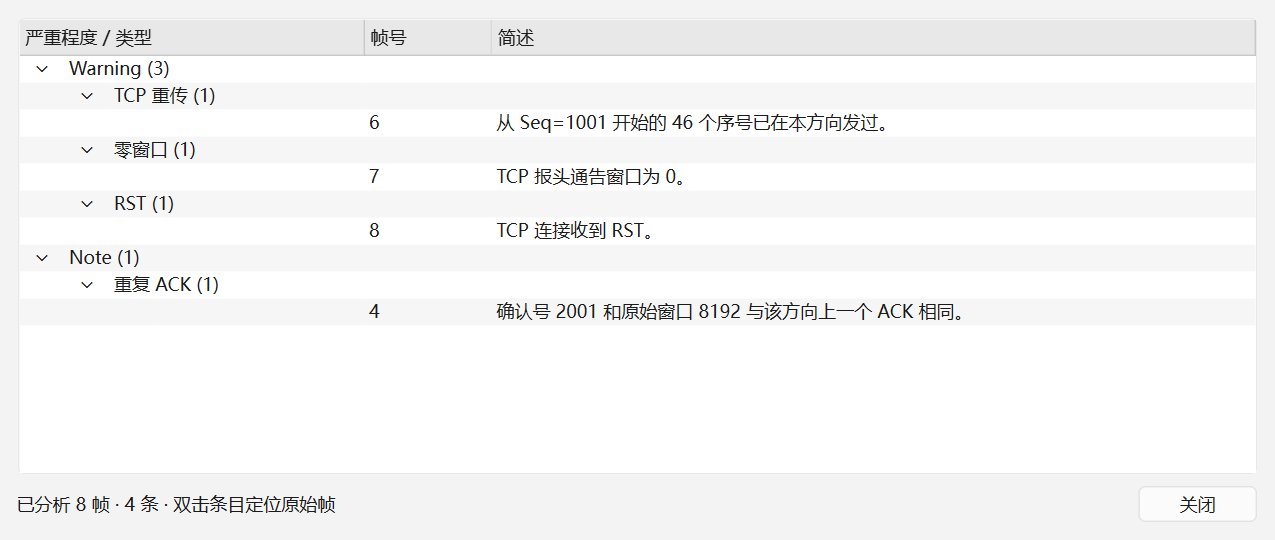 严重程度 / 类型 帧号 简述
Warning (3)
TCP 重传 (1)
6 从 Seq=1001 开始的 46 个序号已在本方向发过。
零窗口 (1)
7 TCP 报头通告窗口为 0。
RST (1)
8 TCP 连接收到 RST。
Note (1)
重复 ACK (1)
4 确认号 2001 和原始窗口 8192 与该方向上一个 ACK 相同。
已分析 8 帧 · 4 条 · 双击条目定位原始帧 关闭